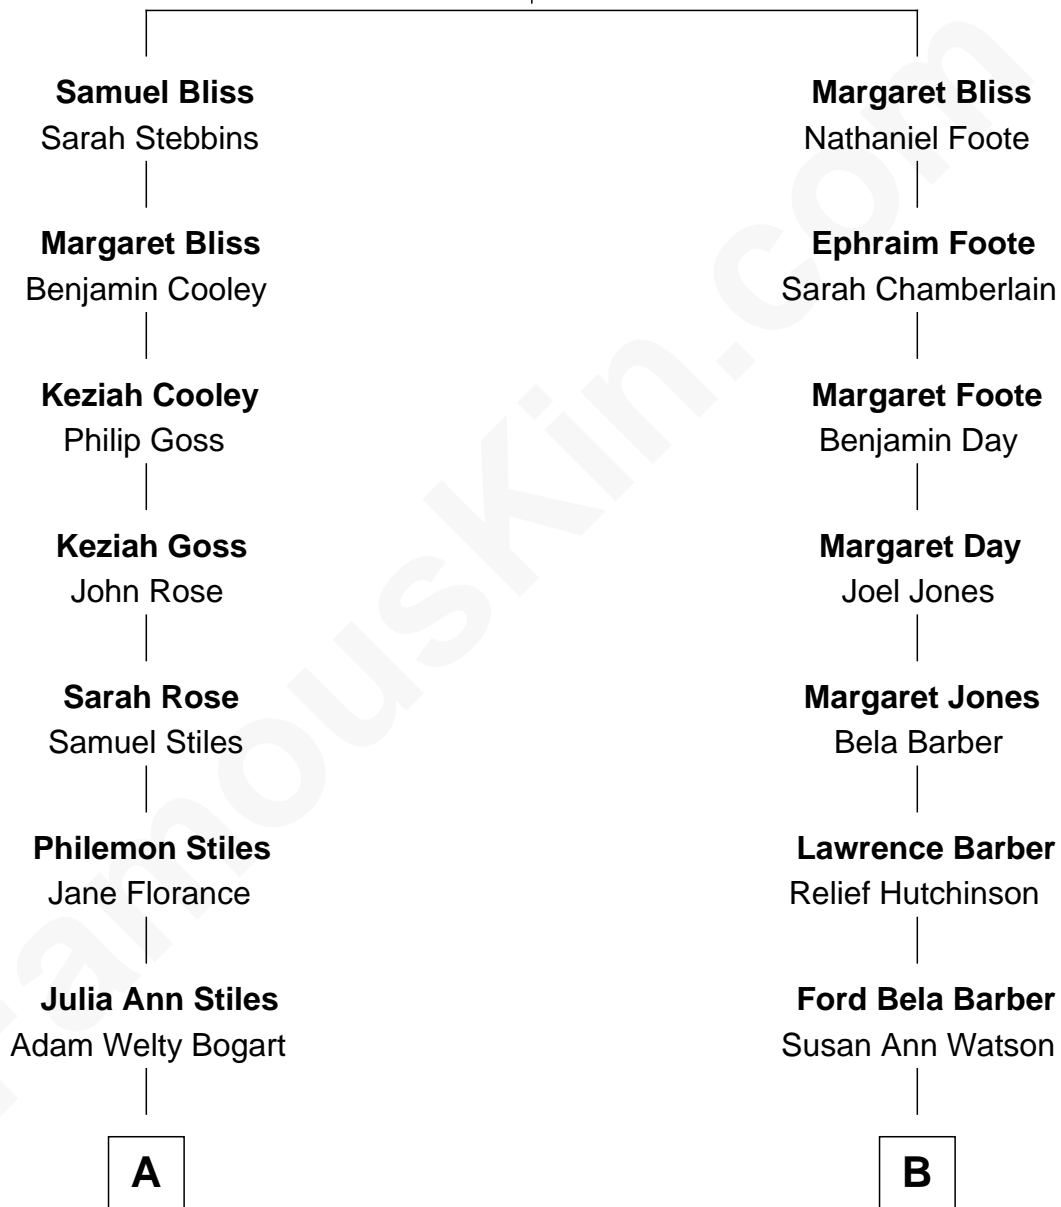 Samuel Bliss
Sarah Stebbins
Margaret Bliss
Benjamin Cooley
Keziah Cooley
Philip Goss
Keziah Goss
John Rose
Sarah Rose
Samuel Stiles
Philemon Stiles
Jane Florance
Julia Ann Stiles
Adam Welty Bogart
A
Margaret Bliss
Nathaniel Foote
Ephraim Foote
Sarah Chamberlain
Margaret Foote
Benjamin Day
Margaret Day
Joel Jones
Margaret Jones
Bela Barber
Lawrence Barber
Relief Hutchinson
Ford Bela Barber
Susan Ann Watson
B
FamousKin.com